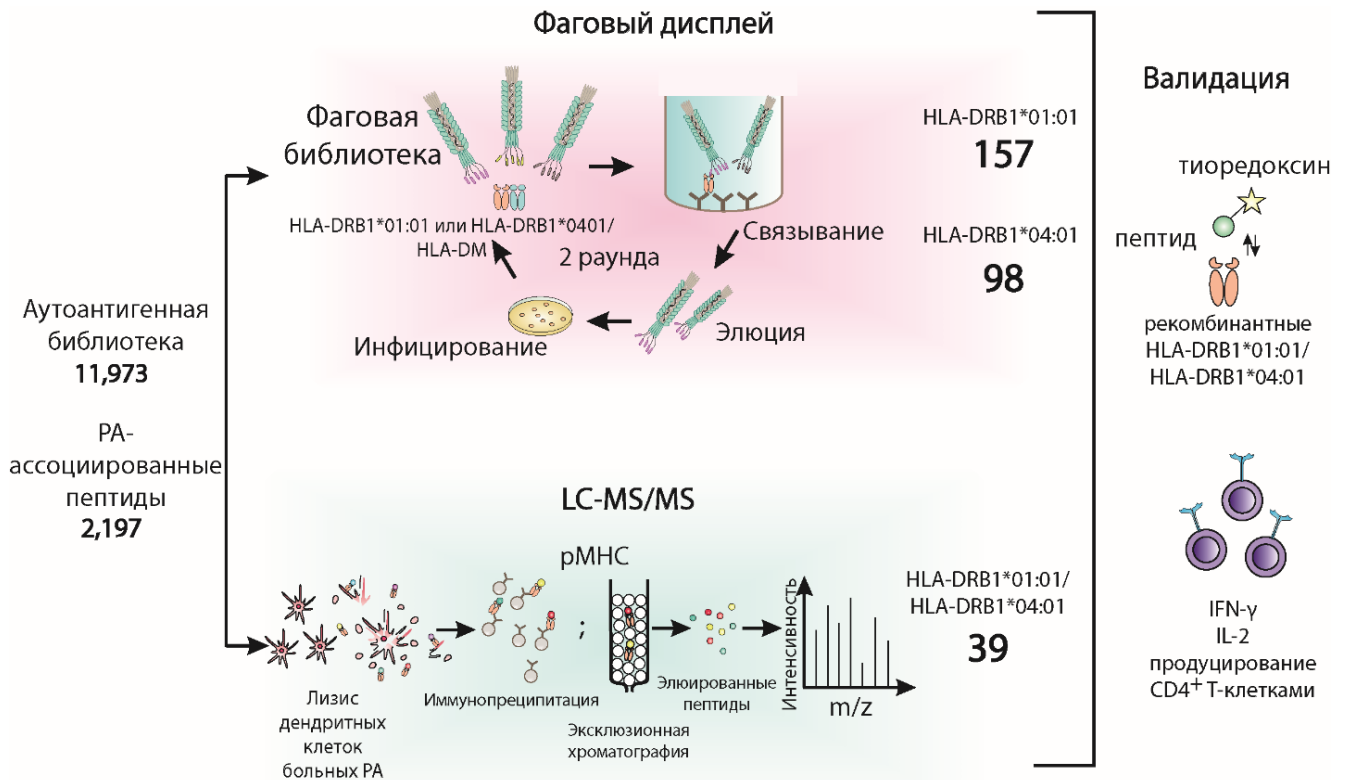 Фаговый дисплей
Фаговая
библиотека
HLA-DRB1*01:01 или HLA-DRB1*0401/
HLA-DM
2 раунда
Связывание
Элюция
Инфицирование
HLA-DRB1*01:01
157
HLA-DRB1*04:01
98
Аутоантигенная
библиотека
11,973
РА-
ассоциированные
пептиды
2,197
LC-MS/MS
pMHC
;
Лизис
дендритных
клеток
больных РА
Иммунопреципитация
Эксклюзионная
хроматография
Элюированные
пептиды
Интенсивность
m/z
HLA-DRB1*01:01/
HLA-DRB1*04:01
39
Валидация
тиоредоксин
пептид
рекомбинантные
HLA-DRB1*01:01/
HLA-DRB1*04:01
IFN-γ
IL-2
продуцирование
CD4⁺ Т-клетками